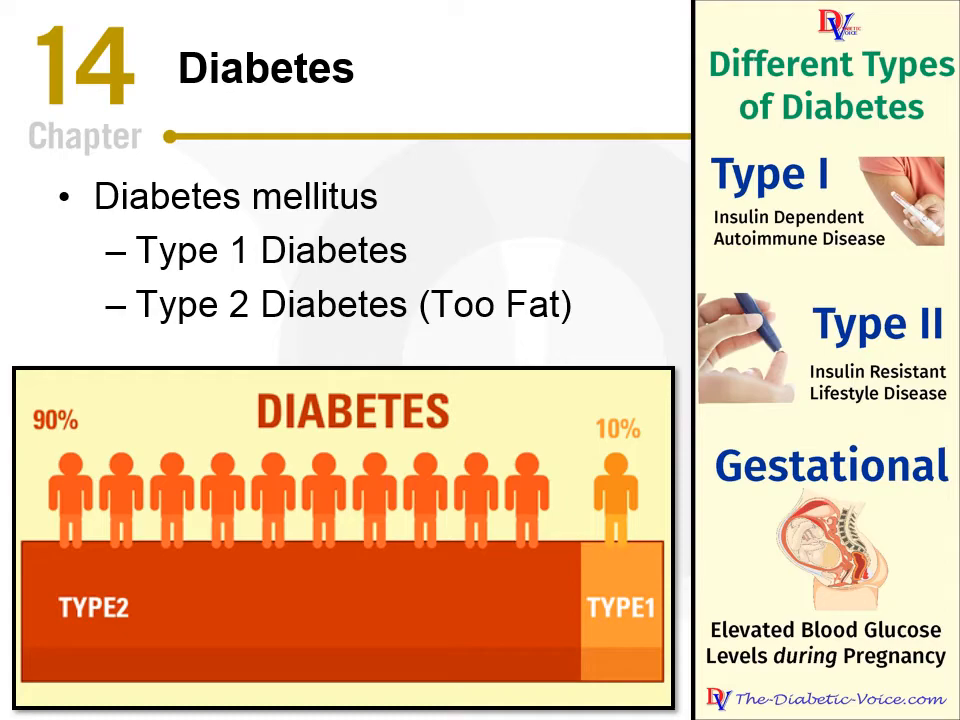 14
Chapter
Diabetes
• Diabetes mellitus
– Type 1 Diabetes
– Type 2 Diabetes (Too Fat)
90%
DIABETES
10%
TYPE2
TYPE1
DV DIABETIC VOICE
Different Types
of Diabetes
Type I
Insulin Dependent
Autoimmune Disease
Type II
Insulin Resistant
Lifestyle Disease
Gestational
Elevated Blood Glucose
Levels during Pregnancy
DV The-Diabetic-Voice.com